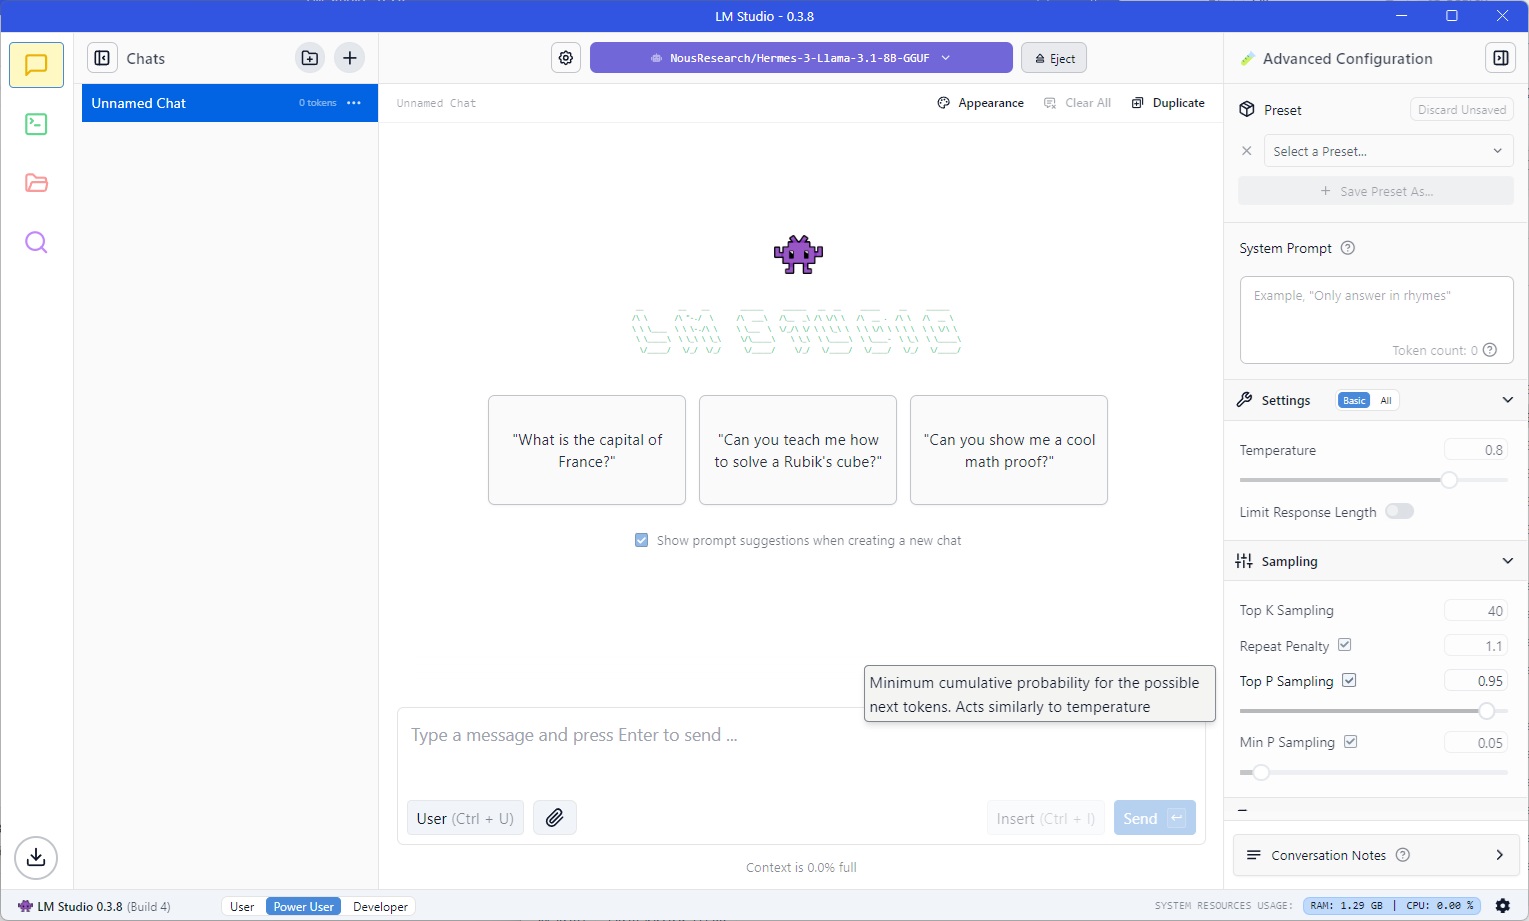 LM Studio - 0.3.8
Chats
NousResearch/Hermes-3-Llama-3.1-8B-GGUF
Eject
Advanced Configuration
Unnamed Chat
0 tokens
Unnamed Chat
Appearance
Clear All
Duplicate
Preset
Discard Unsaved
Select a Preset...
+ Save Preset As...
System Prompt
Example, "Only answer in rhymes"
Token count: 0
LM STUDIO
"What is the capital of
France?"
"Can you teach me how
to solve a Rubik's cube?"
"Can you show me a cool
math proof?"
Show prompt suggestions when creating a new chat
Settings
Basic
All
Temperature
0.8
Limit Response Length
Sampling
Top K Sampling
40
Repeat Penalty
1.1
Top P Sampling
0.95
Min P Sampling
0.05
Minimum cumulative probability for the possible
next tokens. Acts similarly to temperature
Type a message and press Enter to send ...
User (Ctrl + U)
Insert (Ctrl + I)
Send
Context is 0.0% full
Conversation Notes
LM Studio 0.3.8 (Build 4)
User
Power User
Developer
SYSTEM RESOURCES USAGE:
RAM: 1.29 GB | CPU: 0.00 %